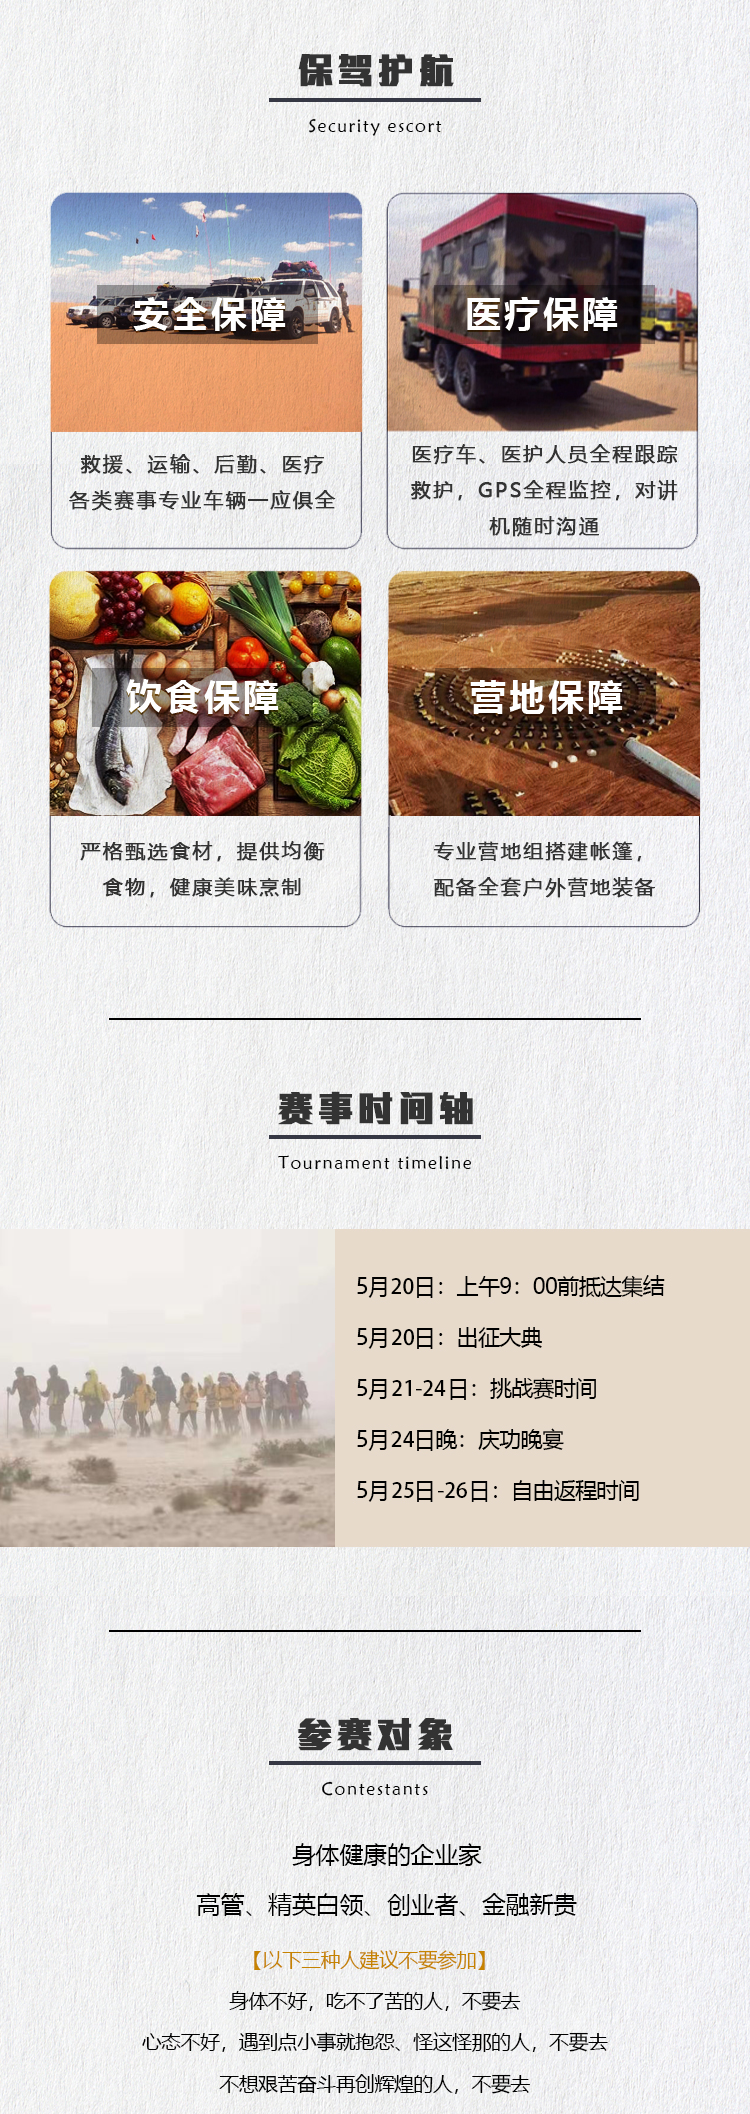 保驾护航
Security escort
安全保障
医疗保障
救援、运输、后勤、医疗
各类赛事专业车辆一应俱全
医疗车、医护人员全程跟踪
救护，GPS全程监控，对讲
机随时沟通
饮食保障
营地保障
严格甄选食材，提供均衡
食物，健康美味烹制
专业营地组搭建帐篷，
配备全套户外营地装备
赛事时间轴
Tournament timeline
5月20日：上午9：00前抵达集结
5月20日：出征大典
5月21-24日：挑战赛时间
5月24日晚：庆功晚宴
5月25日-26日：自由返程时间
参赛对象
Contestants
身体健康的企业家
高管、精英白领、创业者、金融新贵
【以下三种人建议不要参加】
身体不好，吃不了苦的人，不要去
心态不好，遇到点小事就抱怨、怪这怪那的人，不要去
不想艰苦奋斗再创辉煌的人，不要去